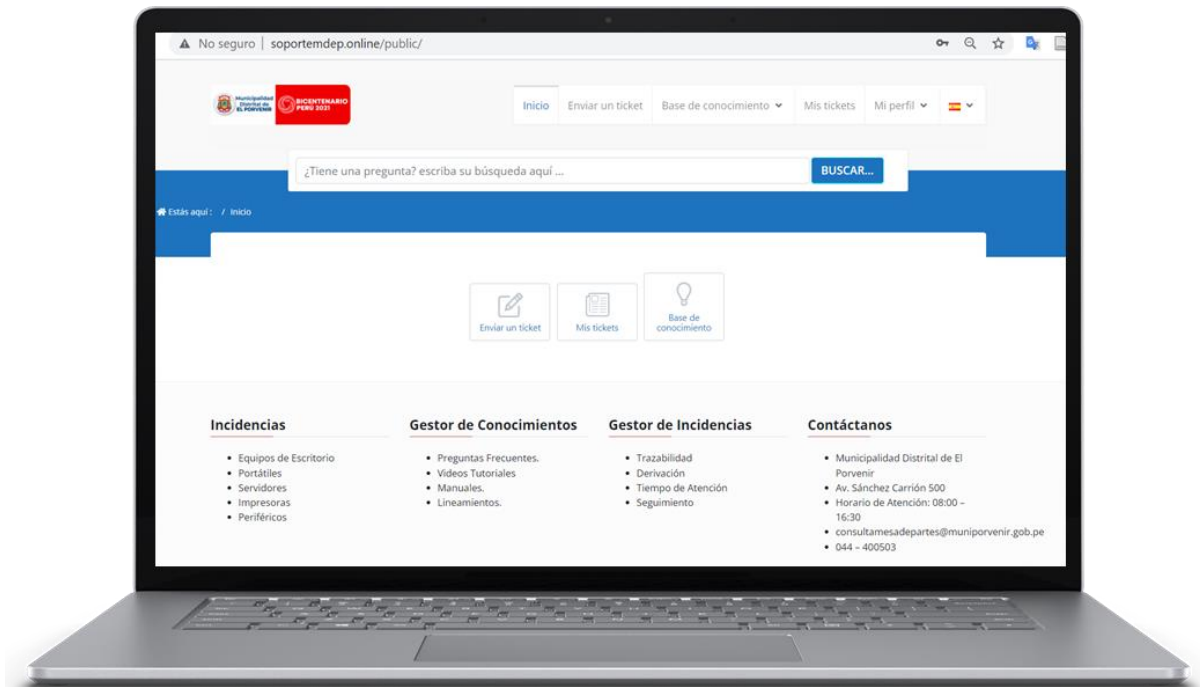 No seguro | soportemdep.online/public/
Municipalidad
Distrital de
EL PORVENIR
BICENTENARIO
PERÚ 2021
Inicio Enviar un ticket Base de conocimiento Mis tickets Mi perfil
¿Tiene una pregunta? escriba su búsqueda aquí ...
BUSCAR...
Estás aquí : / Inicio
Enviar un ticket
Mis tickets
Base de
conocimiento
Incidencias
• Equipos de Escritorio
• Portátiles
• Servidores
• Impresoras
• Periféricos
Gestor de Conocimientos
• Preguntas Frecuentes.
• Videos Tutoriales
• Manuales.
• Lineamientos.
Gestor de Incidencias
• Trazabilidad
• Derivación
• Tiempo de Atención
• Seguimiento
Contáctanos
• Municipalidad Distrital de El
Porvenir
• Av. Sánchez Carrión 500
• Horario de Atención: 08:00 –
16:30
• consultamesadepartes@muniporvenir.gob.pe
• 044 – 400503